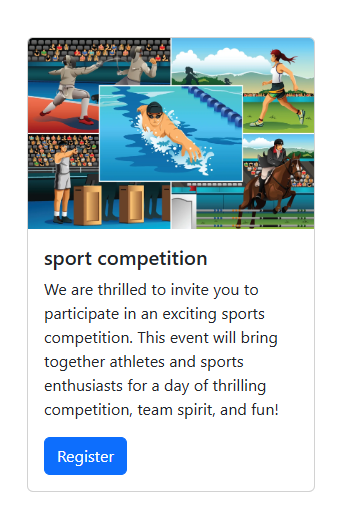 sport competition
We are thrilled to invite you to
participate in an exciting sports
competition. This event will bring
together athletes and sports
enthusiasts for a day of thrilling
competition, team spirit, and fun!
Register